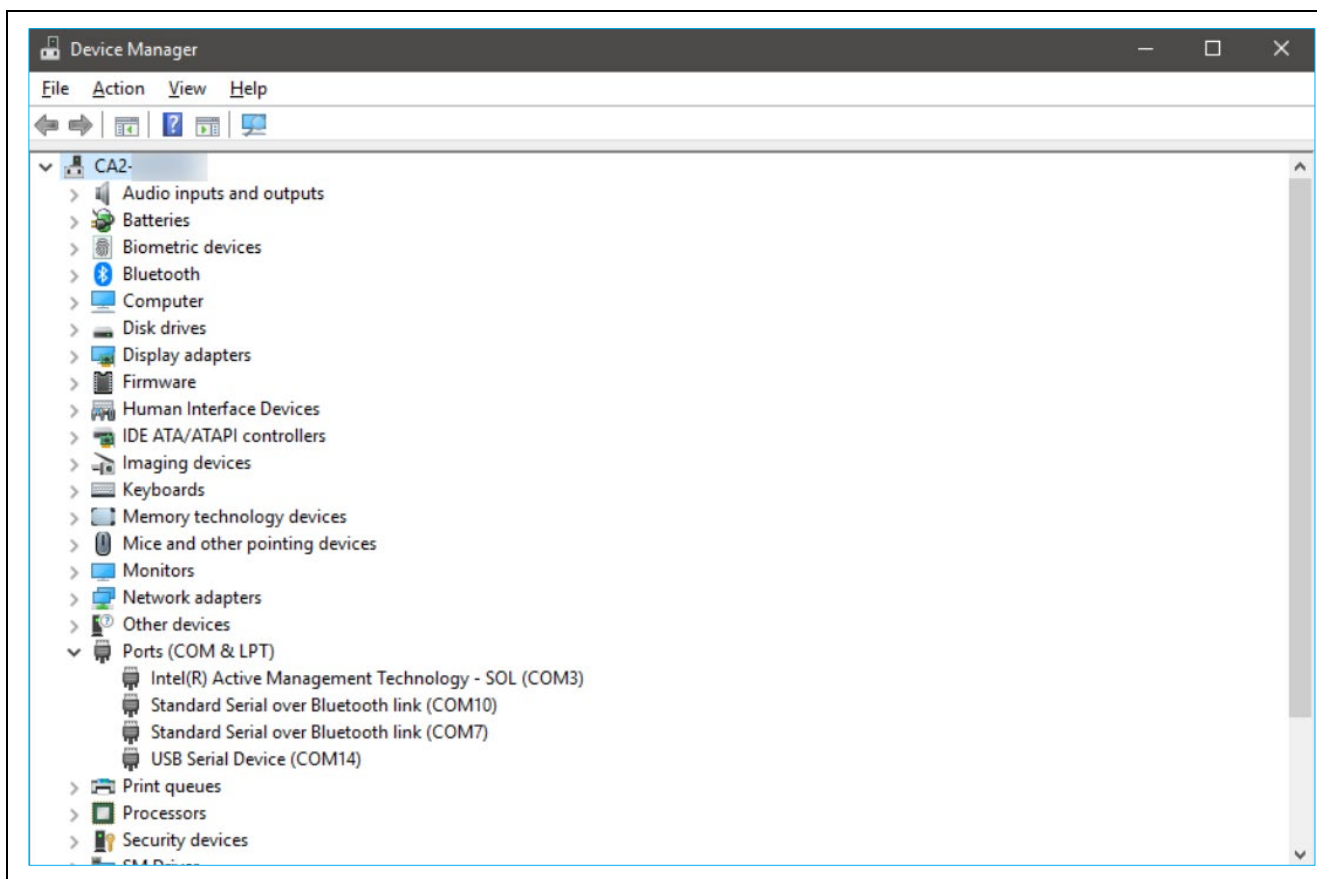 Device Manager
File Action View Help
CA2-
Audio inputs and outputs
Batteries
Biometric devices
Bluetooth
Computer
Disk drives
Display adapters
Firmware
Human Interface Devices
IDE ATA/ATAPI controllers
Imaging devices
Keyboards
Memory technology devices
Mice and other pointing devices
Monitors
Network adapters
Other devices
Ports (COM & LPT)
Intel(R) Active Management Technology - SOL (COM3)
Standard Serial over Bluetooth link (COM10)
Standard Serial over Bluetooth link (COM7)
USB Serial Device (COM14)
Print queues
Processors
Security devices